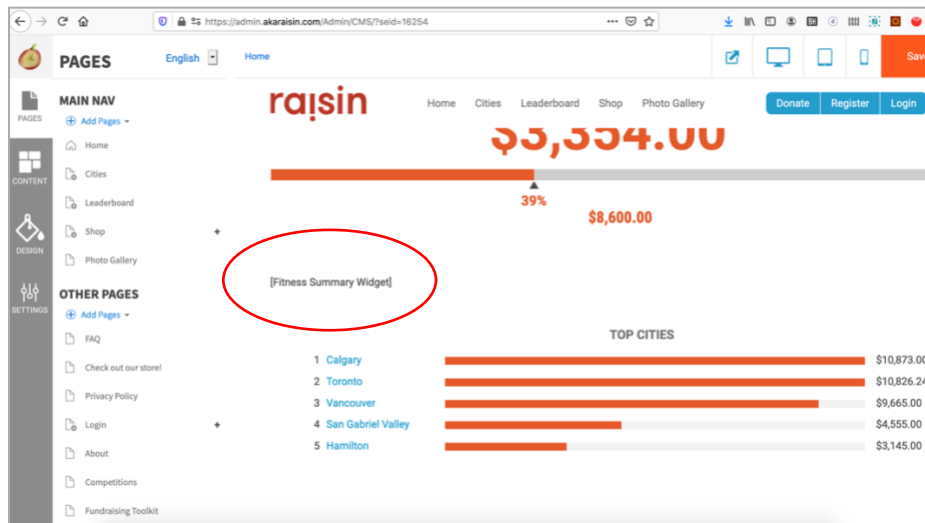 https://admin.akaraisin.com/Admin/CMS/?seid=16254
PAGES
English
Home
Save
PAGES
CONTENT
DESIGN
SETTINGS
MAIN NAV
Add Pages
Home
Cities
Leaderboard
Shop
Photo Gallery
OTHER PAGES
Add Pages
FAQ
Check out our store!
Privacy Policy
Login
About
Competitions
Fundraising Toolkit
raisin
Home Cities Leaderboard Shop Photo Gallery
Donate Register Login
$3,354.00
39%
$8,600.00
[Fitness Summary Widget]
TOP CITIES
1 Calgary $10,873.00
2 Toronto $10,826.24
3 Vancouver $9,665.00
4 San Gabriel Valley $4,555.00
5 Hamilton $3,145.00